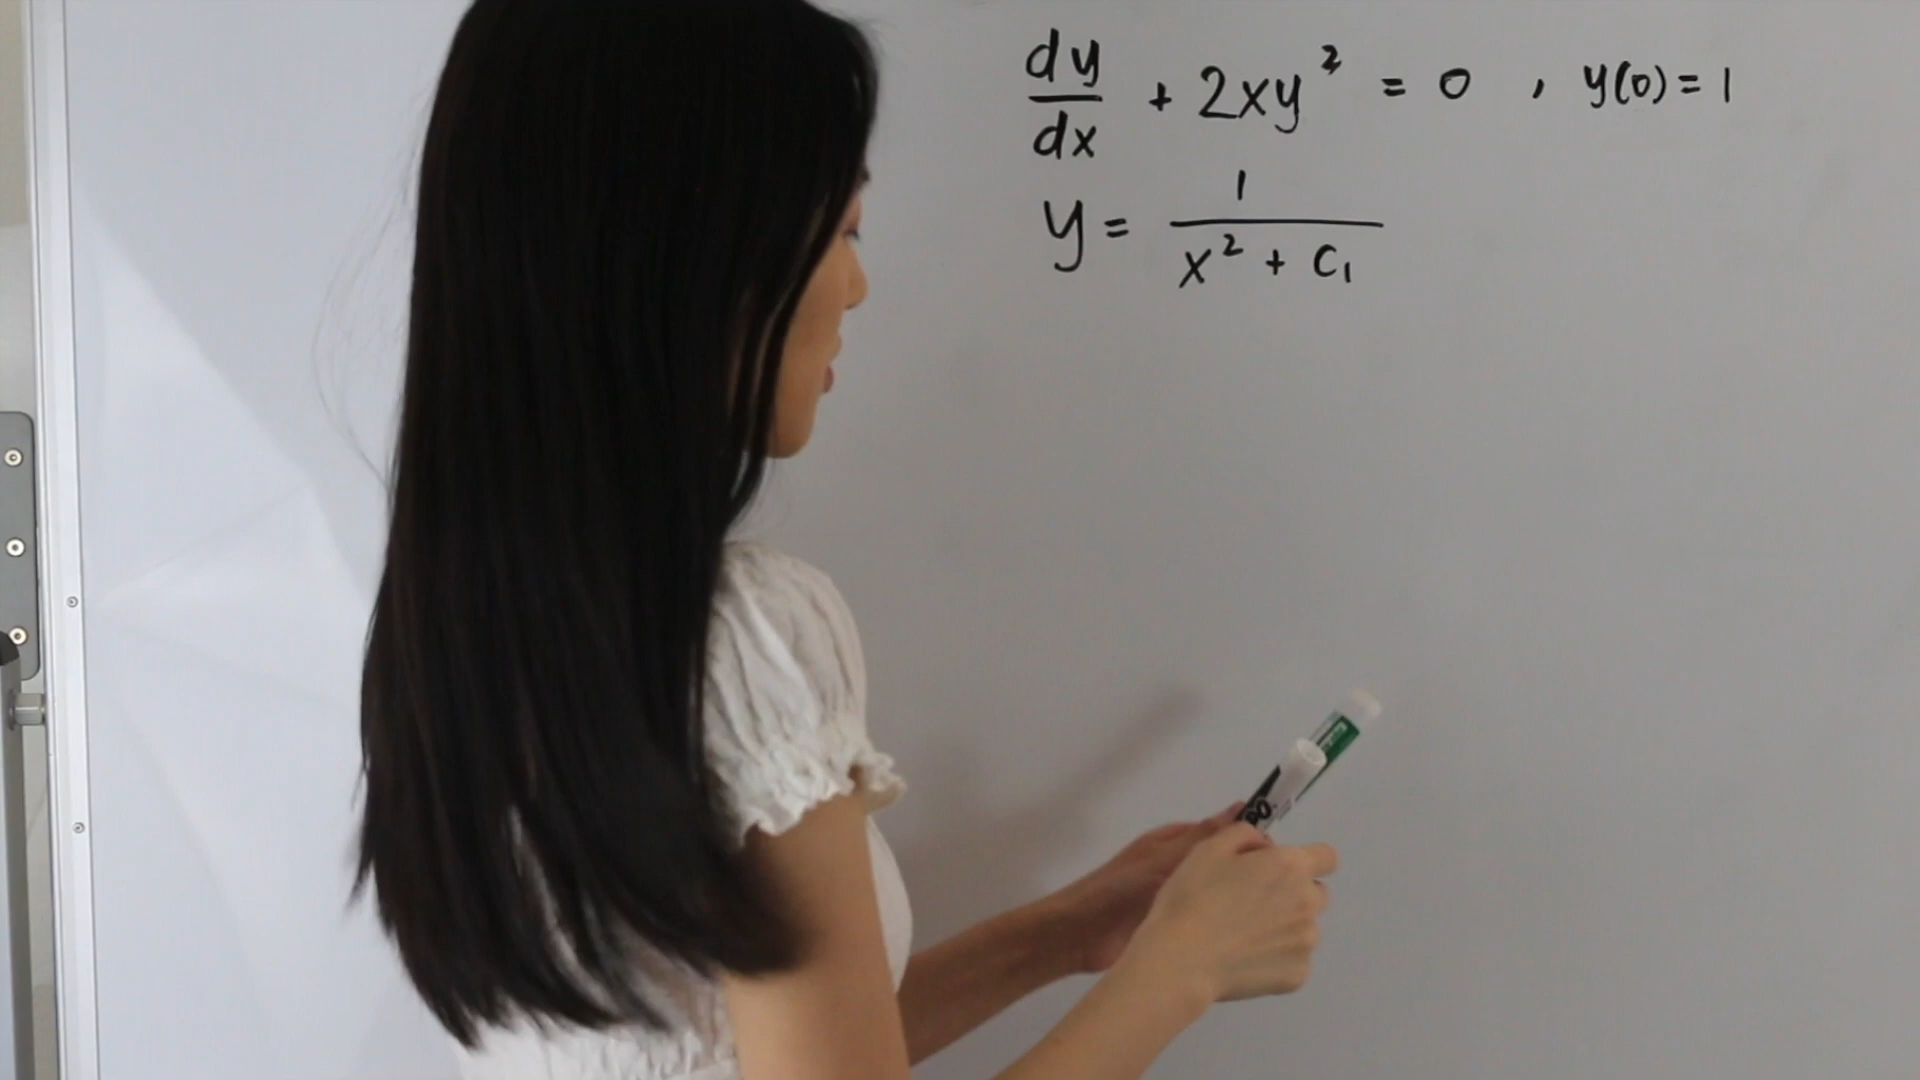 dy/dx + 2xy² = 0 , y(0) = 1
y = 1/(x² + C₁)